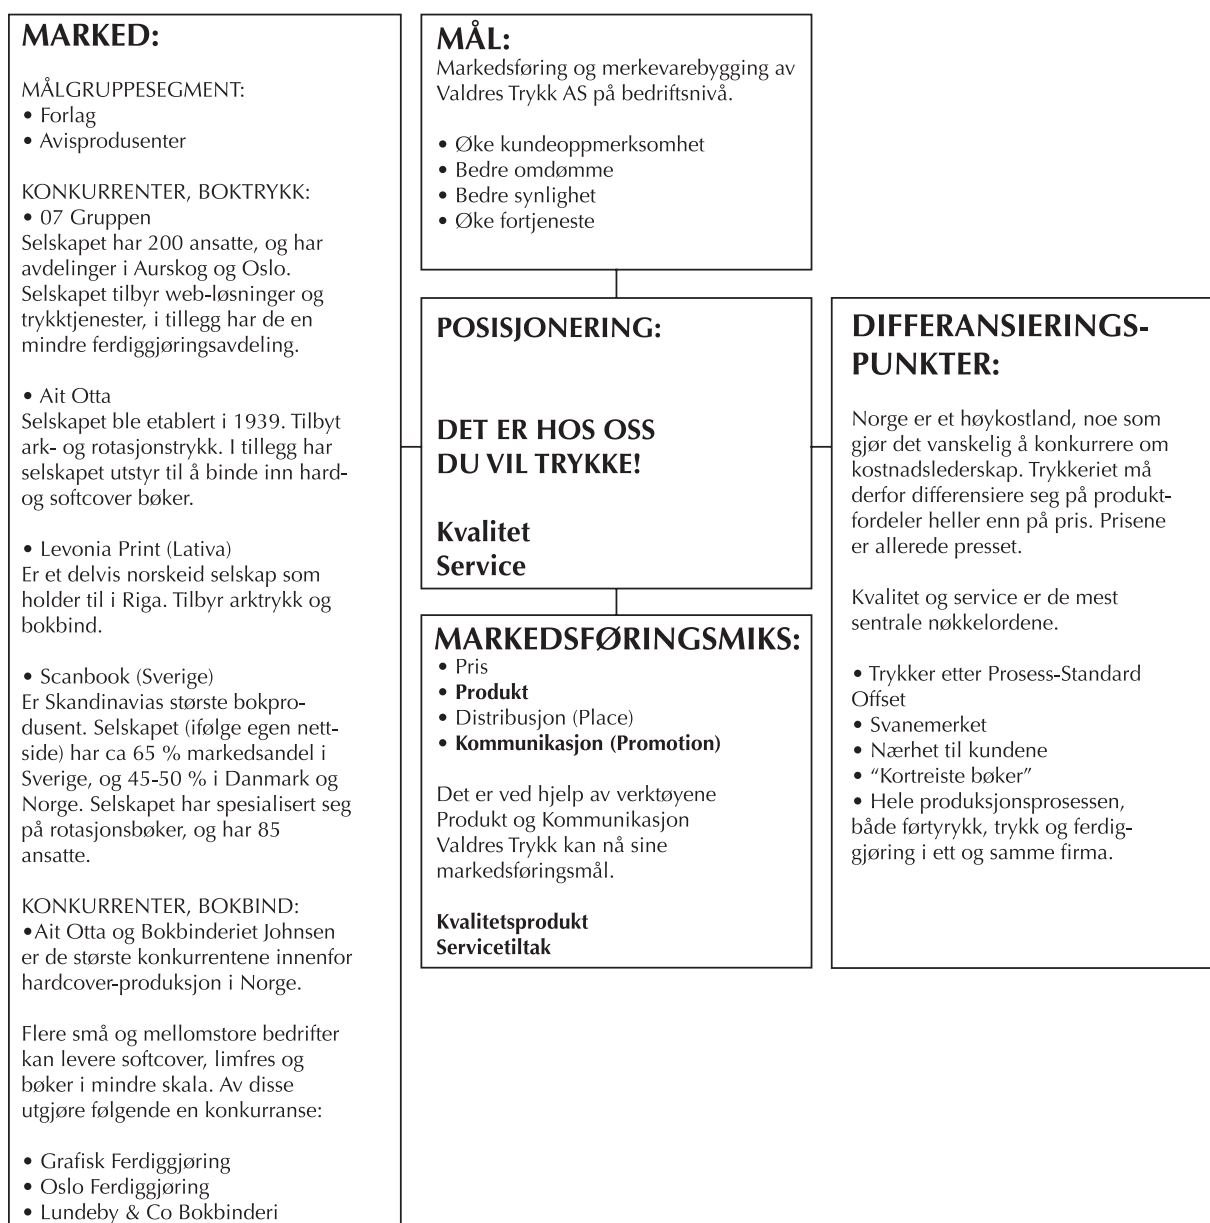 MARKED:
MÅLGRUPPESEGMENT:
• Forlag
• Avisprodusenter
KONKURRENTER, BOKTRYKK:
• 07 Gruppen
Selskapet har 200 ansatte, og har
avdelinger i Aurskog og Oslo.
Selskapet tilbyr web-løsninger og
trykktjenester, i tillegg har de en
mindre ferdiggjøringsavdeling.
• Ait Otta
Selskapet ble etablert i 1939. Tilbyt
ark- og rotasjonstrykk. I tillegg har
selskapet utstyr til å binde inn hard-
og softcover bøker.
• Levonia Print (Lativa)
Er et delvis norskeid selskap som
holder til i Riga. Tilbyr arktrykk og
bokbind.
• Scanbook (Sverige)
Er Skandinavias største bokpro-
dusent. Selskapet (ifølge egen nett-
side) har ca 65 % markedsandel i
Sverige, og 45-50 % i Danmark og
Norge. Selskapet har spesialisert seg
på rotasjonsbøker, og har 85
ansatte.
KONKURRENTER, BOKBIND:
•Ait Otta og Bokbinderiet Johnsen
er de største konkurrentene innenfor
hardcover-produksjon i Norge.
Flere små og mellomstore bedrifter
kan levere softcover, limfres og
bøker i mindre skala. Av disse
utgjøre følgende en konkurranse:
• Grafisk Ferdiggjøring
• Oslo Ferdiggjøring
• Lundeby & Co Bokbinderi
MÅL:
Markedsføring og merkevarebygging av
Valdres Trykk AS på bedriftsnivå.
• Øke kundeoppmerksomhet
• Bedre omdømme
• Bedre synlighet
• Øke fortjeneste
POSISJONERING:
DET ER HOS OSS
DU VIL TRYKKE!
Kvalitet
Service
MARKEDSFØRINGSMIKS:
• Pris
• Produkt
• Distribusjon (Place)
• Kommunikasjon (Promotion)
Det er ved hjelp av verktøyene
Produkt og Kommunikasjon
Valdres Trykk kan nå sine
markedsføringsmål.
Kvalitetsprodukt
Servicetiltak
DIFFERANSIERINGS-
PUNKTER:
Norge er et høykostland, noe som
gjør det vanskelig å konkurrere om
kostnadslederskap. Trykkeriet må
derfor differensiere seg på produkt-
fordeler heller enn på pris. Prisene
er allerede presset.
Kvalitet og service er de mest
sentrale nøkkelordene.
• Trykker etter Prosess-Standard
Offset
• Svanemerket
• Nærhet til kundene
• “Kortreiste bøker”
• Hele produksjonsprosessen,
både førtyrykk, trykk og ferdig-
gjøring i ett og samme firma.